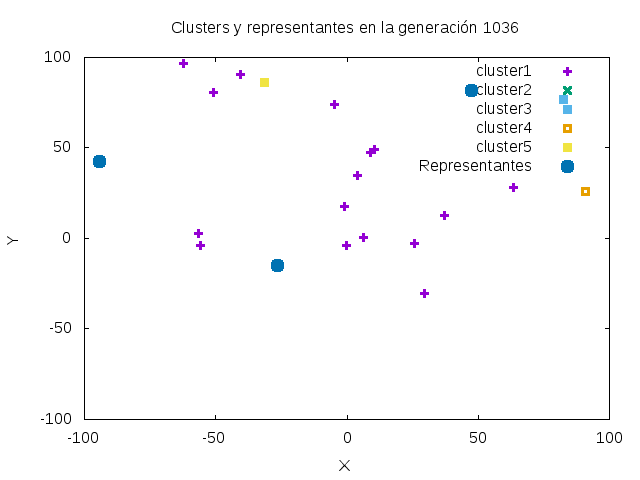 Clusters y representantes en la generación 1036
100
50
0
-50
-100
-100
-50
0
50
100
Y
X
cluster1
cluster2
cluster3
cluster4
cluster5
Representantes